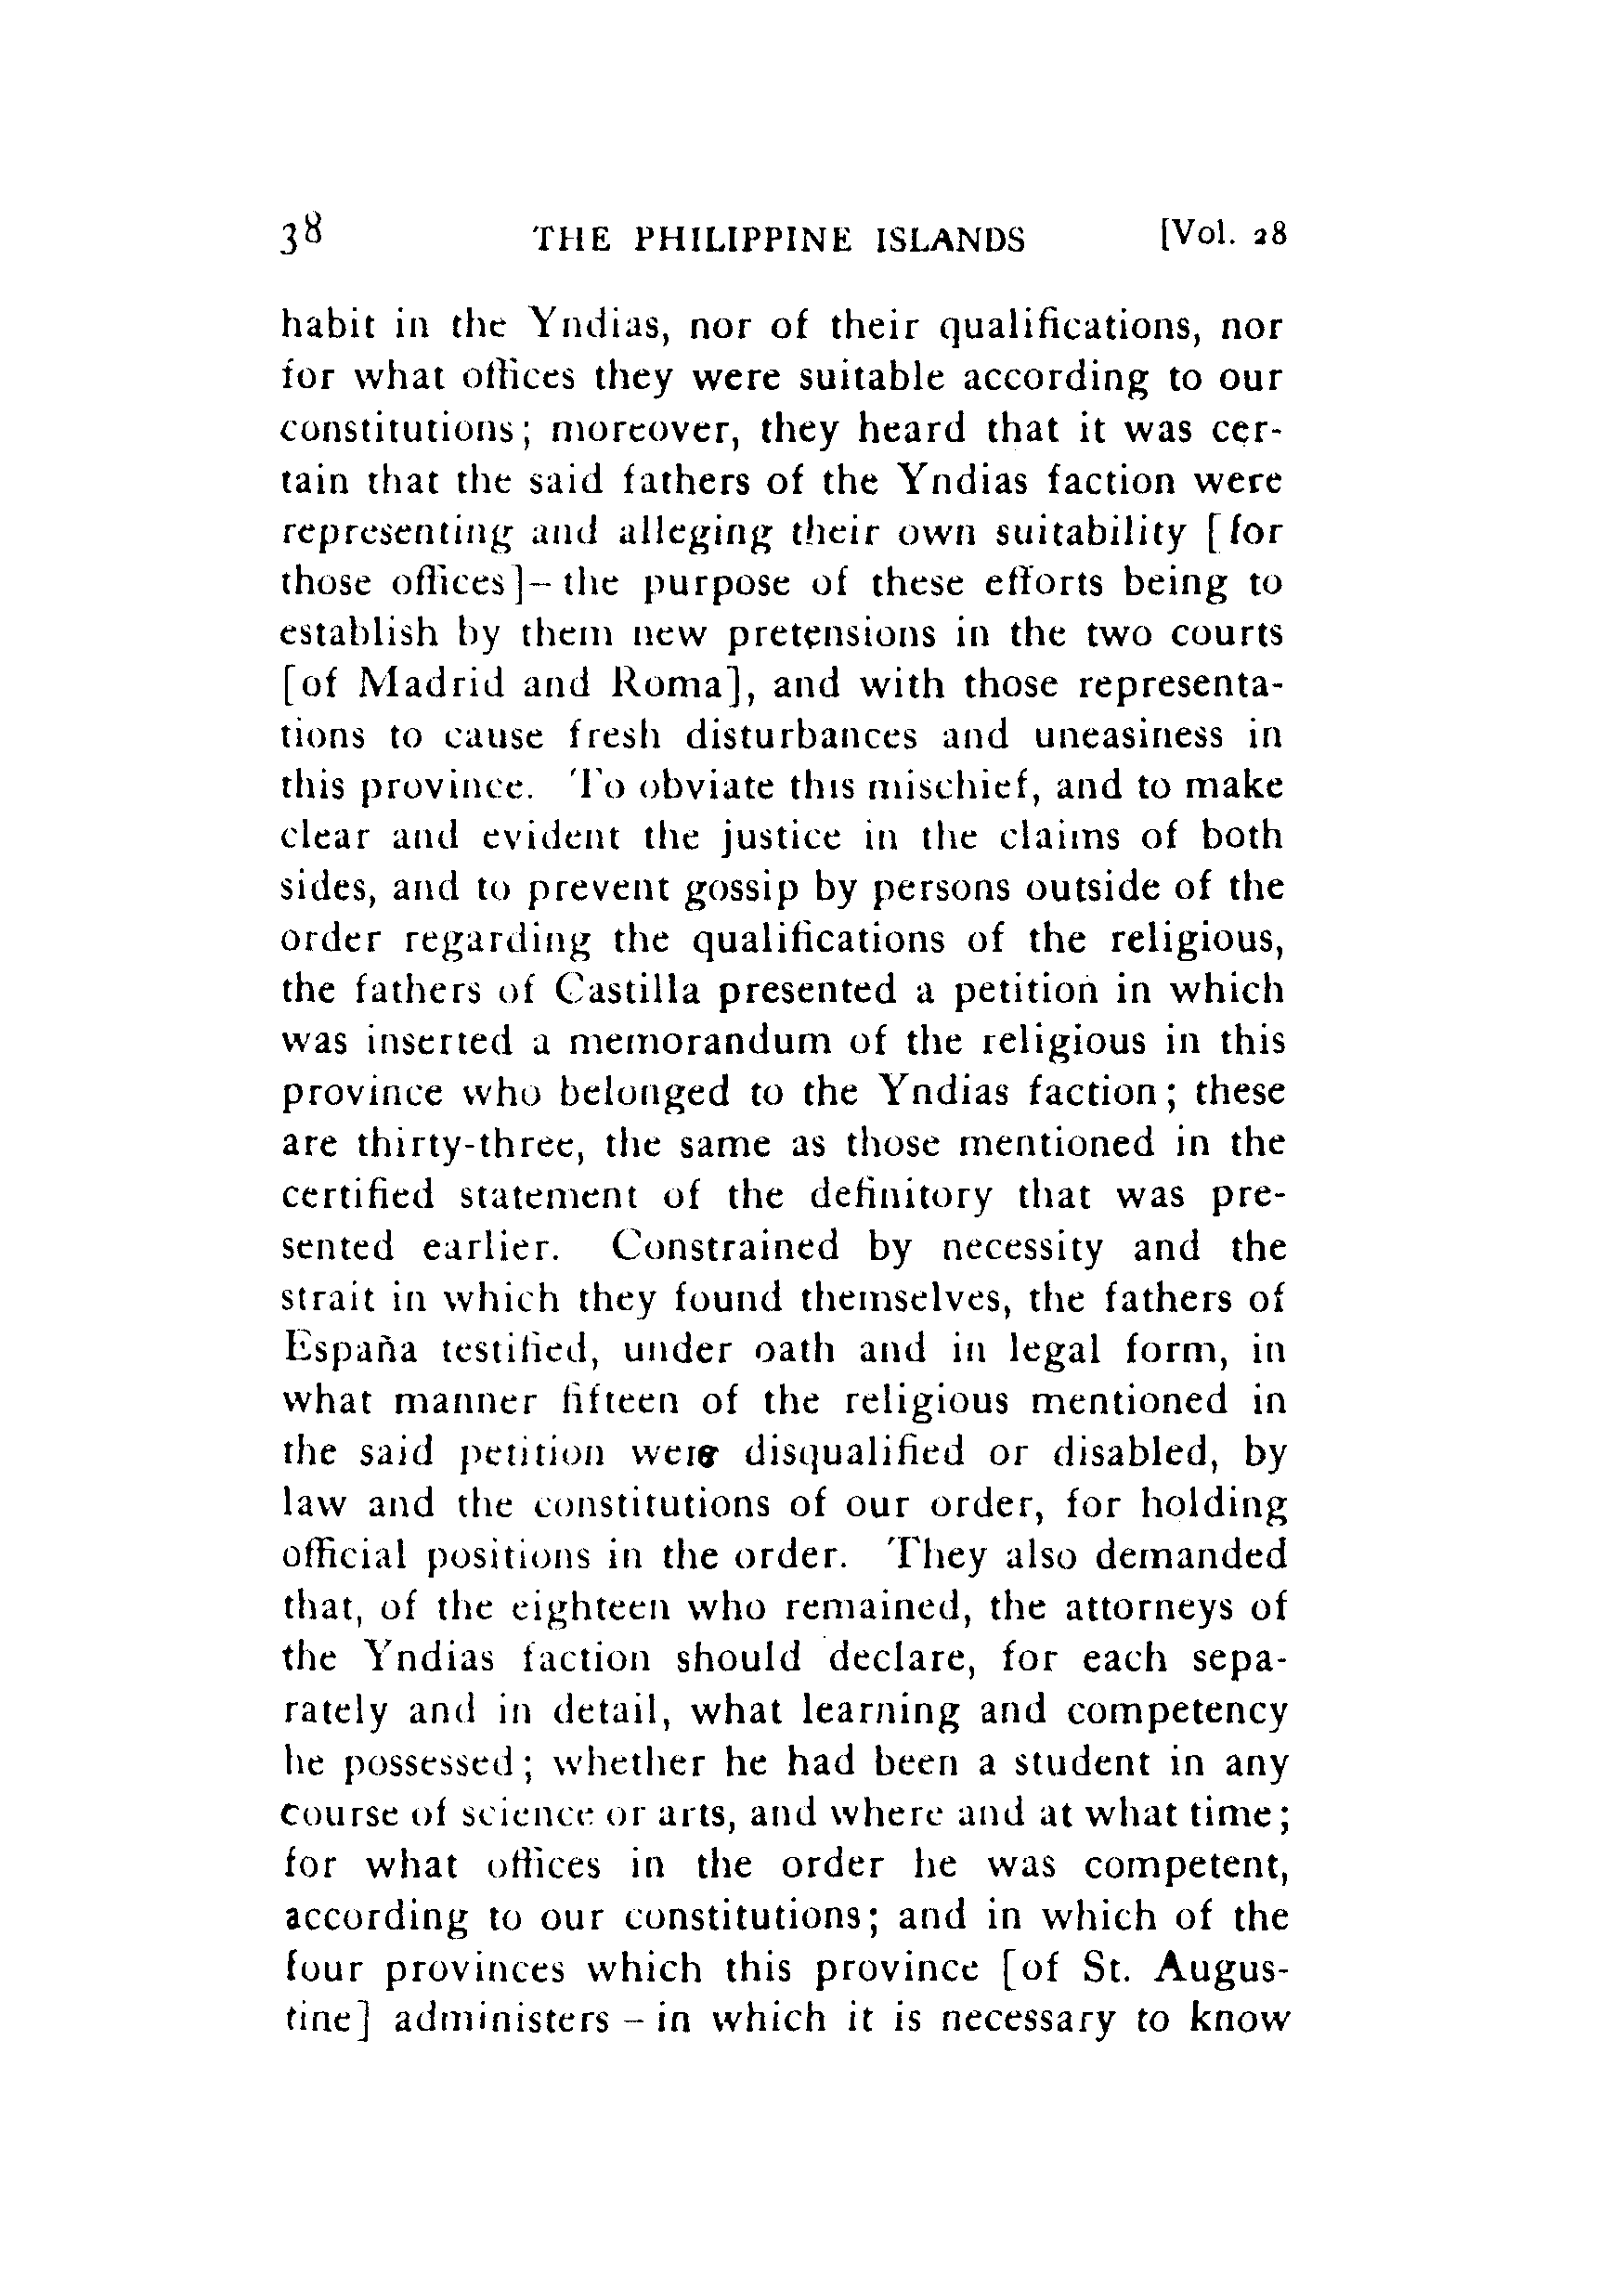 38 THE PHILIPPINE ISLANDS [Vol. 28
habit in the Yndias, nor of their qualifications, nor
for what offices they were suitable according to our
constitutions; moreover, they heard that it was cer-
tain that the said fathers of the Yndias faction were
representing and alleging their own suitability [for
those offices]– the purpose of these efforts being to
establish by them new pretensions in the two courts
[of Madrid and Roma], and with those representa-
tions to cause fresh disturbances and uneasiness in
this province. To obviate this mischief, and to make
clear and evident the justice in the claims of both
sides, and to prevent gossip by persons outside of the
order regarding the qualifications of the religious,
the fathers of Castilla presented a petition in which
was inserted a memorandum of the religious in this
province who belonged to the Yndias faction; these
are thirty-three, the same as those mentioned in the
certified statement of the definitory that was pre-
sented earlier. Constrained by necessity and the
strait in which they found themselves, the fathers of
España testified, under oath and in legal form, in
what manner fifteen of the religious mentioned in
the said petition were disqualified or disabled, by
law and the constitutions of our order, for holding
official positions in the order. They also demanded
that, of the eighteen who remained, the attorneys of
the Yndias faction should declare, for each sepa-
rately and in detail, what learning and competency
he possessed; whether he had been a student in any
course of science or arts, and where and at what time;
for what offices in the order he was competent,
according to our constitutions; and in which of the
four provinces which this province [of St. Augus-
tine] administers – in which it is necessary to know